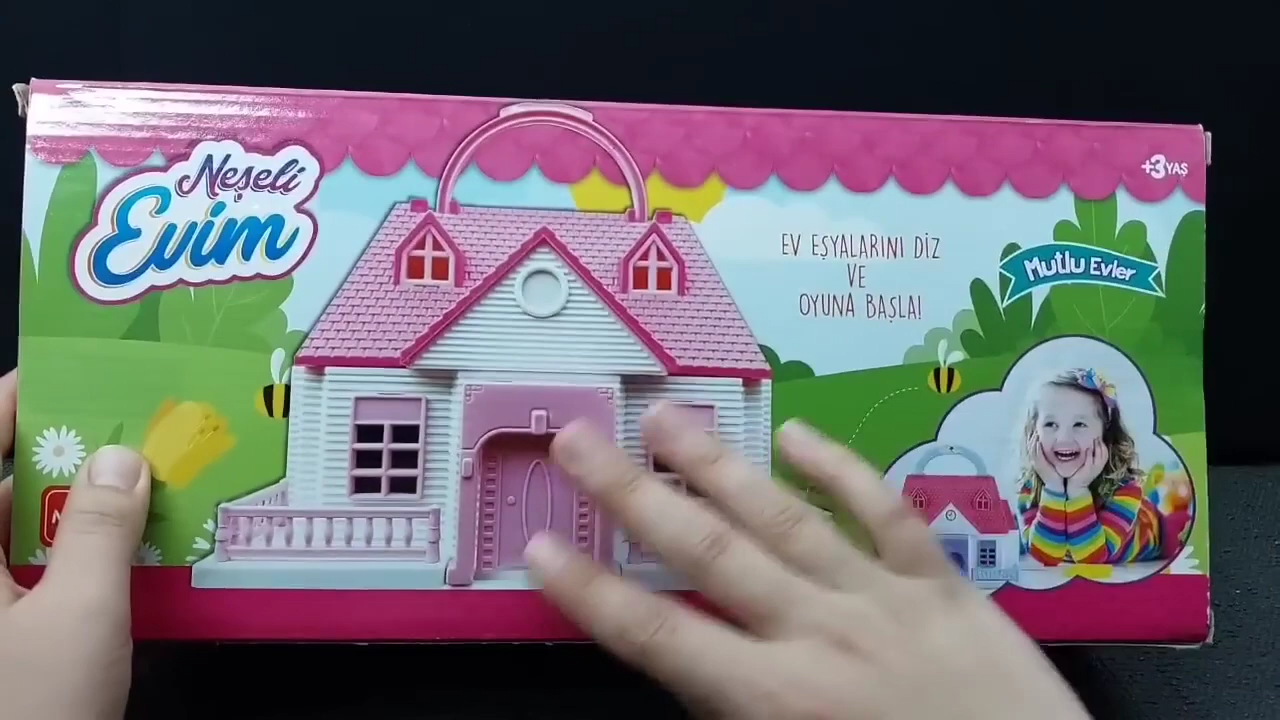 Neşeli
Evim
+3 YAŞ
EV EŞYALARINI DİZ
VE
OYUNA BAŞLA!
Mutlu Evler